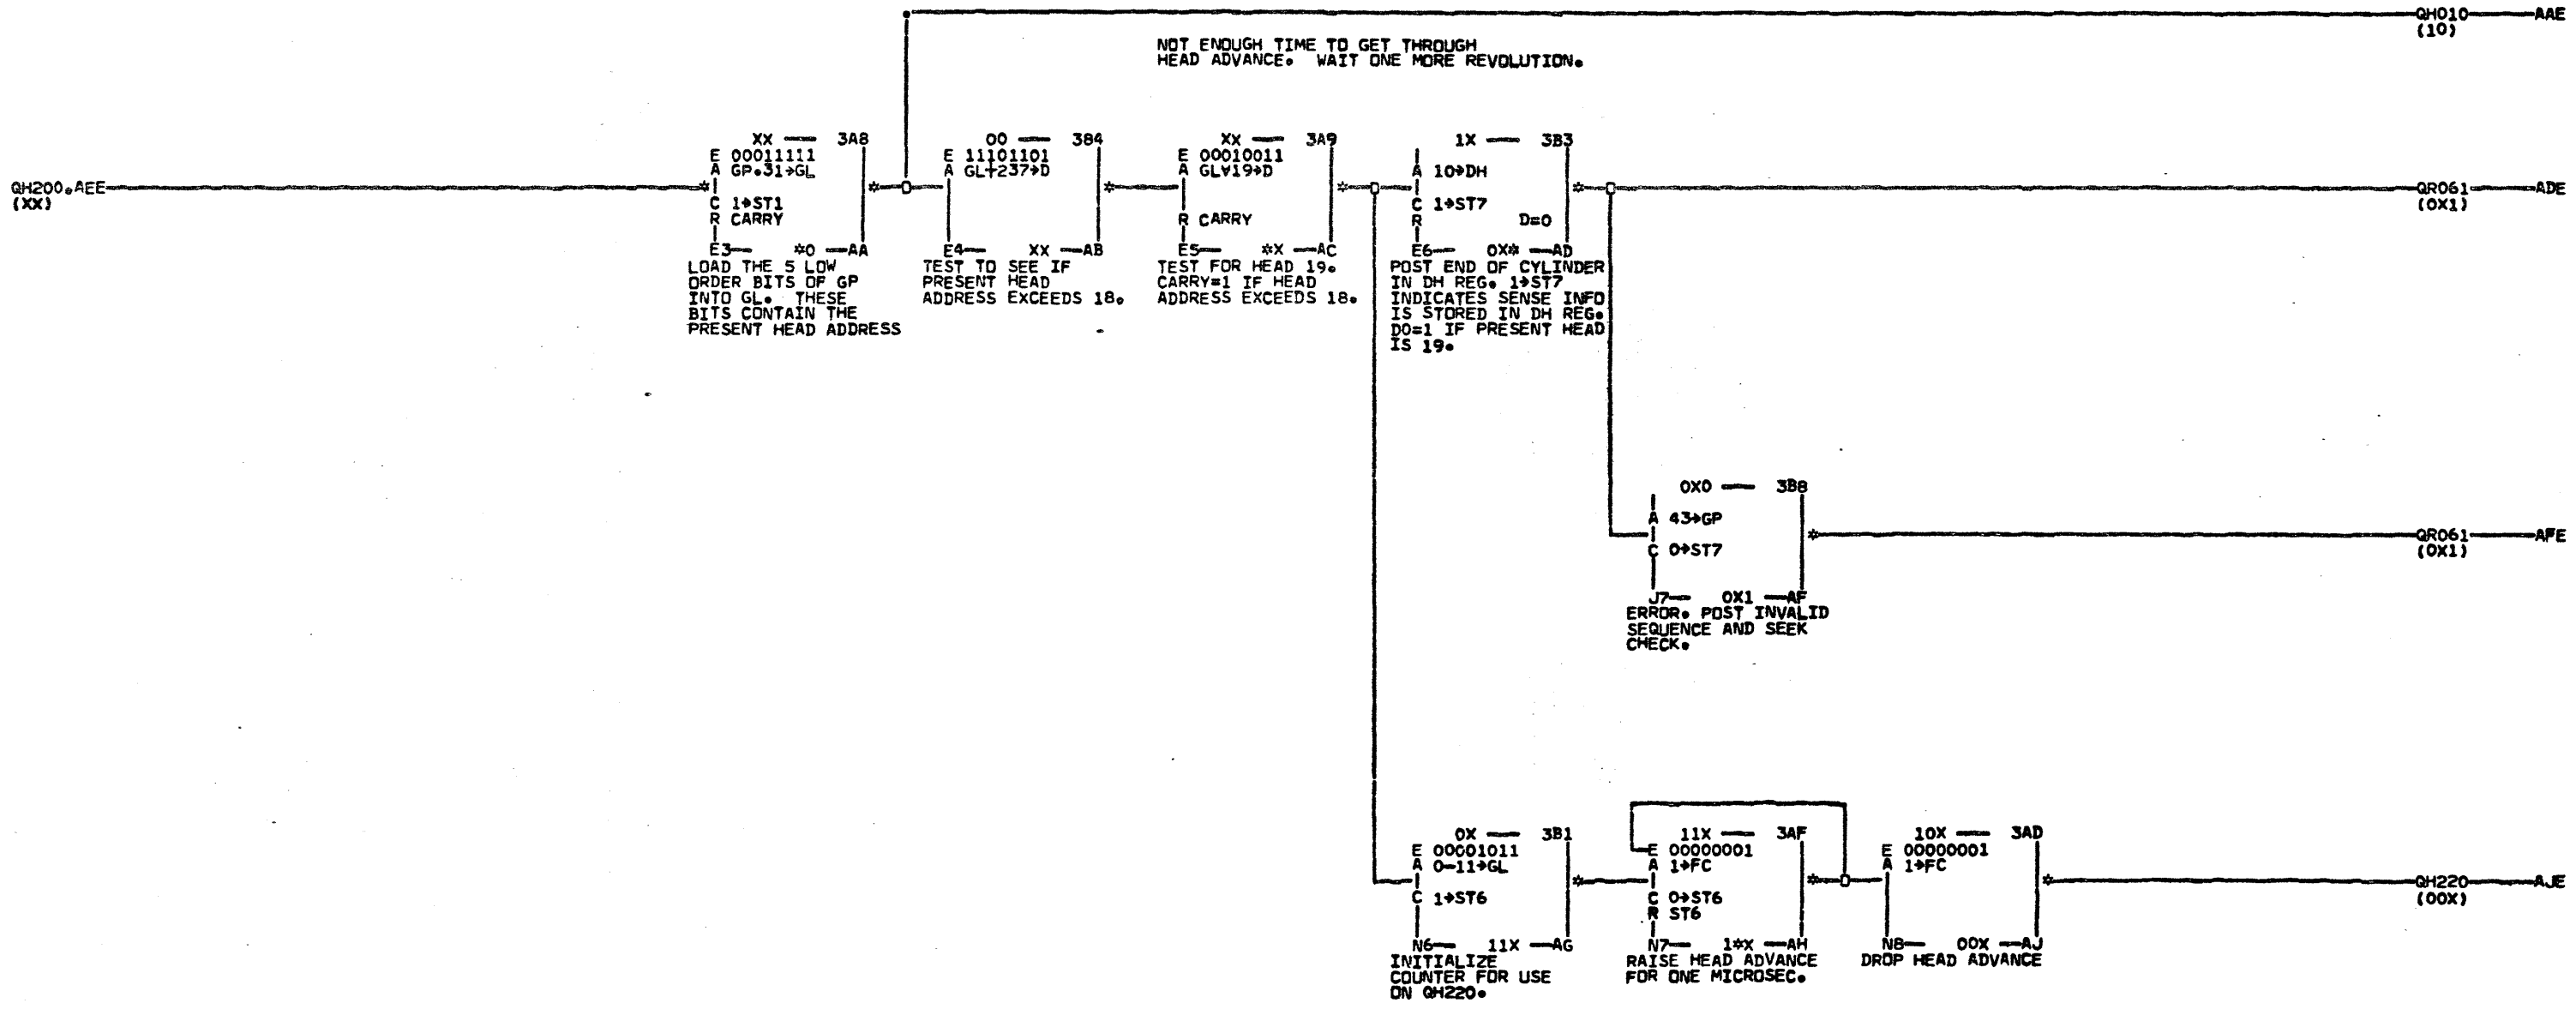 QH010 AAE
(10)
NOT ENOUGH TIME TO GET THROUGH
HEAD ADVANCE. WAIT ONE MORE REVOLUTION.
QH200.AEE
(XX)
XX — 3A8
E 00011111
A GP.31→GL
C 1→ST1
R CARRY
E3— *0 —AA
LOAD THE 5 LOW
ORDER BITS OF GP
INTO GL. THESE
BITS CONTAIN THE
PRESENT HEAD ADDRESS
00 — 384
E 11101101
A GL+237→D
E4— XX —AB
TEST TO SEE IF
PRESENT HEAD
ADDRESS EXCEEDS 18.
XX — 3A9
E 00010011
A GL∀19→D
R CARRY
E5— *X —AC
TEST FOR HEAD 19.
CARRY=1 IF HEAD
ADDRESS EXCEEDS 18.
1X — 3B3
A 10→DH
C 1→ST7
R D=0
E6— 0X* —AD
POST END OF CYLINDER
IN DH REG. 1→ST7
INDICATES SENSE INFO
IS STORED IN DH REG.
D0=1 IF PRESENT HEAD
IS 19.
QR061 ADE
(0X1)
0X0 — 3B8
A 43→GP
C 0→ST7
J7— 0X1 —AF
ERROR. POST INVALID
SEQUENCE AND SEEK
CHECK.
QR061 AFE
(0X1)
0X — 3B1
E 00001011
A 0-11→GL
C 1→ST6
N6— 11X —AG
INITIALIZE
COUNTER FOR USE
ON QH220.
11X — 3AF
E 00000001
A 1→FC
C 0→ST6
R ST6
N7— 1*X —AH
RAISE HEAD ADVANCE
FOR ONE MICROSEC.
10X — 3AD
E 00000001
A 1→FC
N8— 00X —AJ
DROP HEAD ADVANCE
QH220 AJE
(00X)